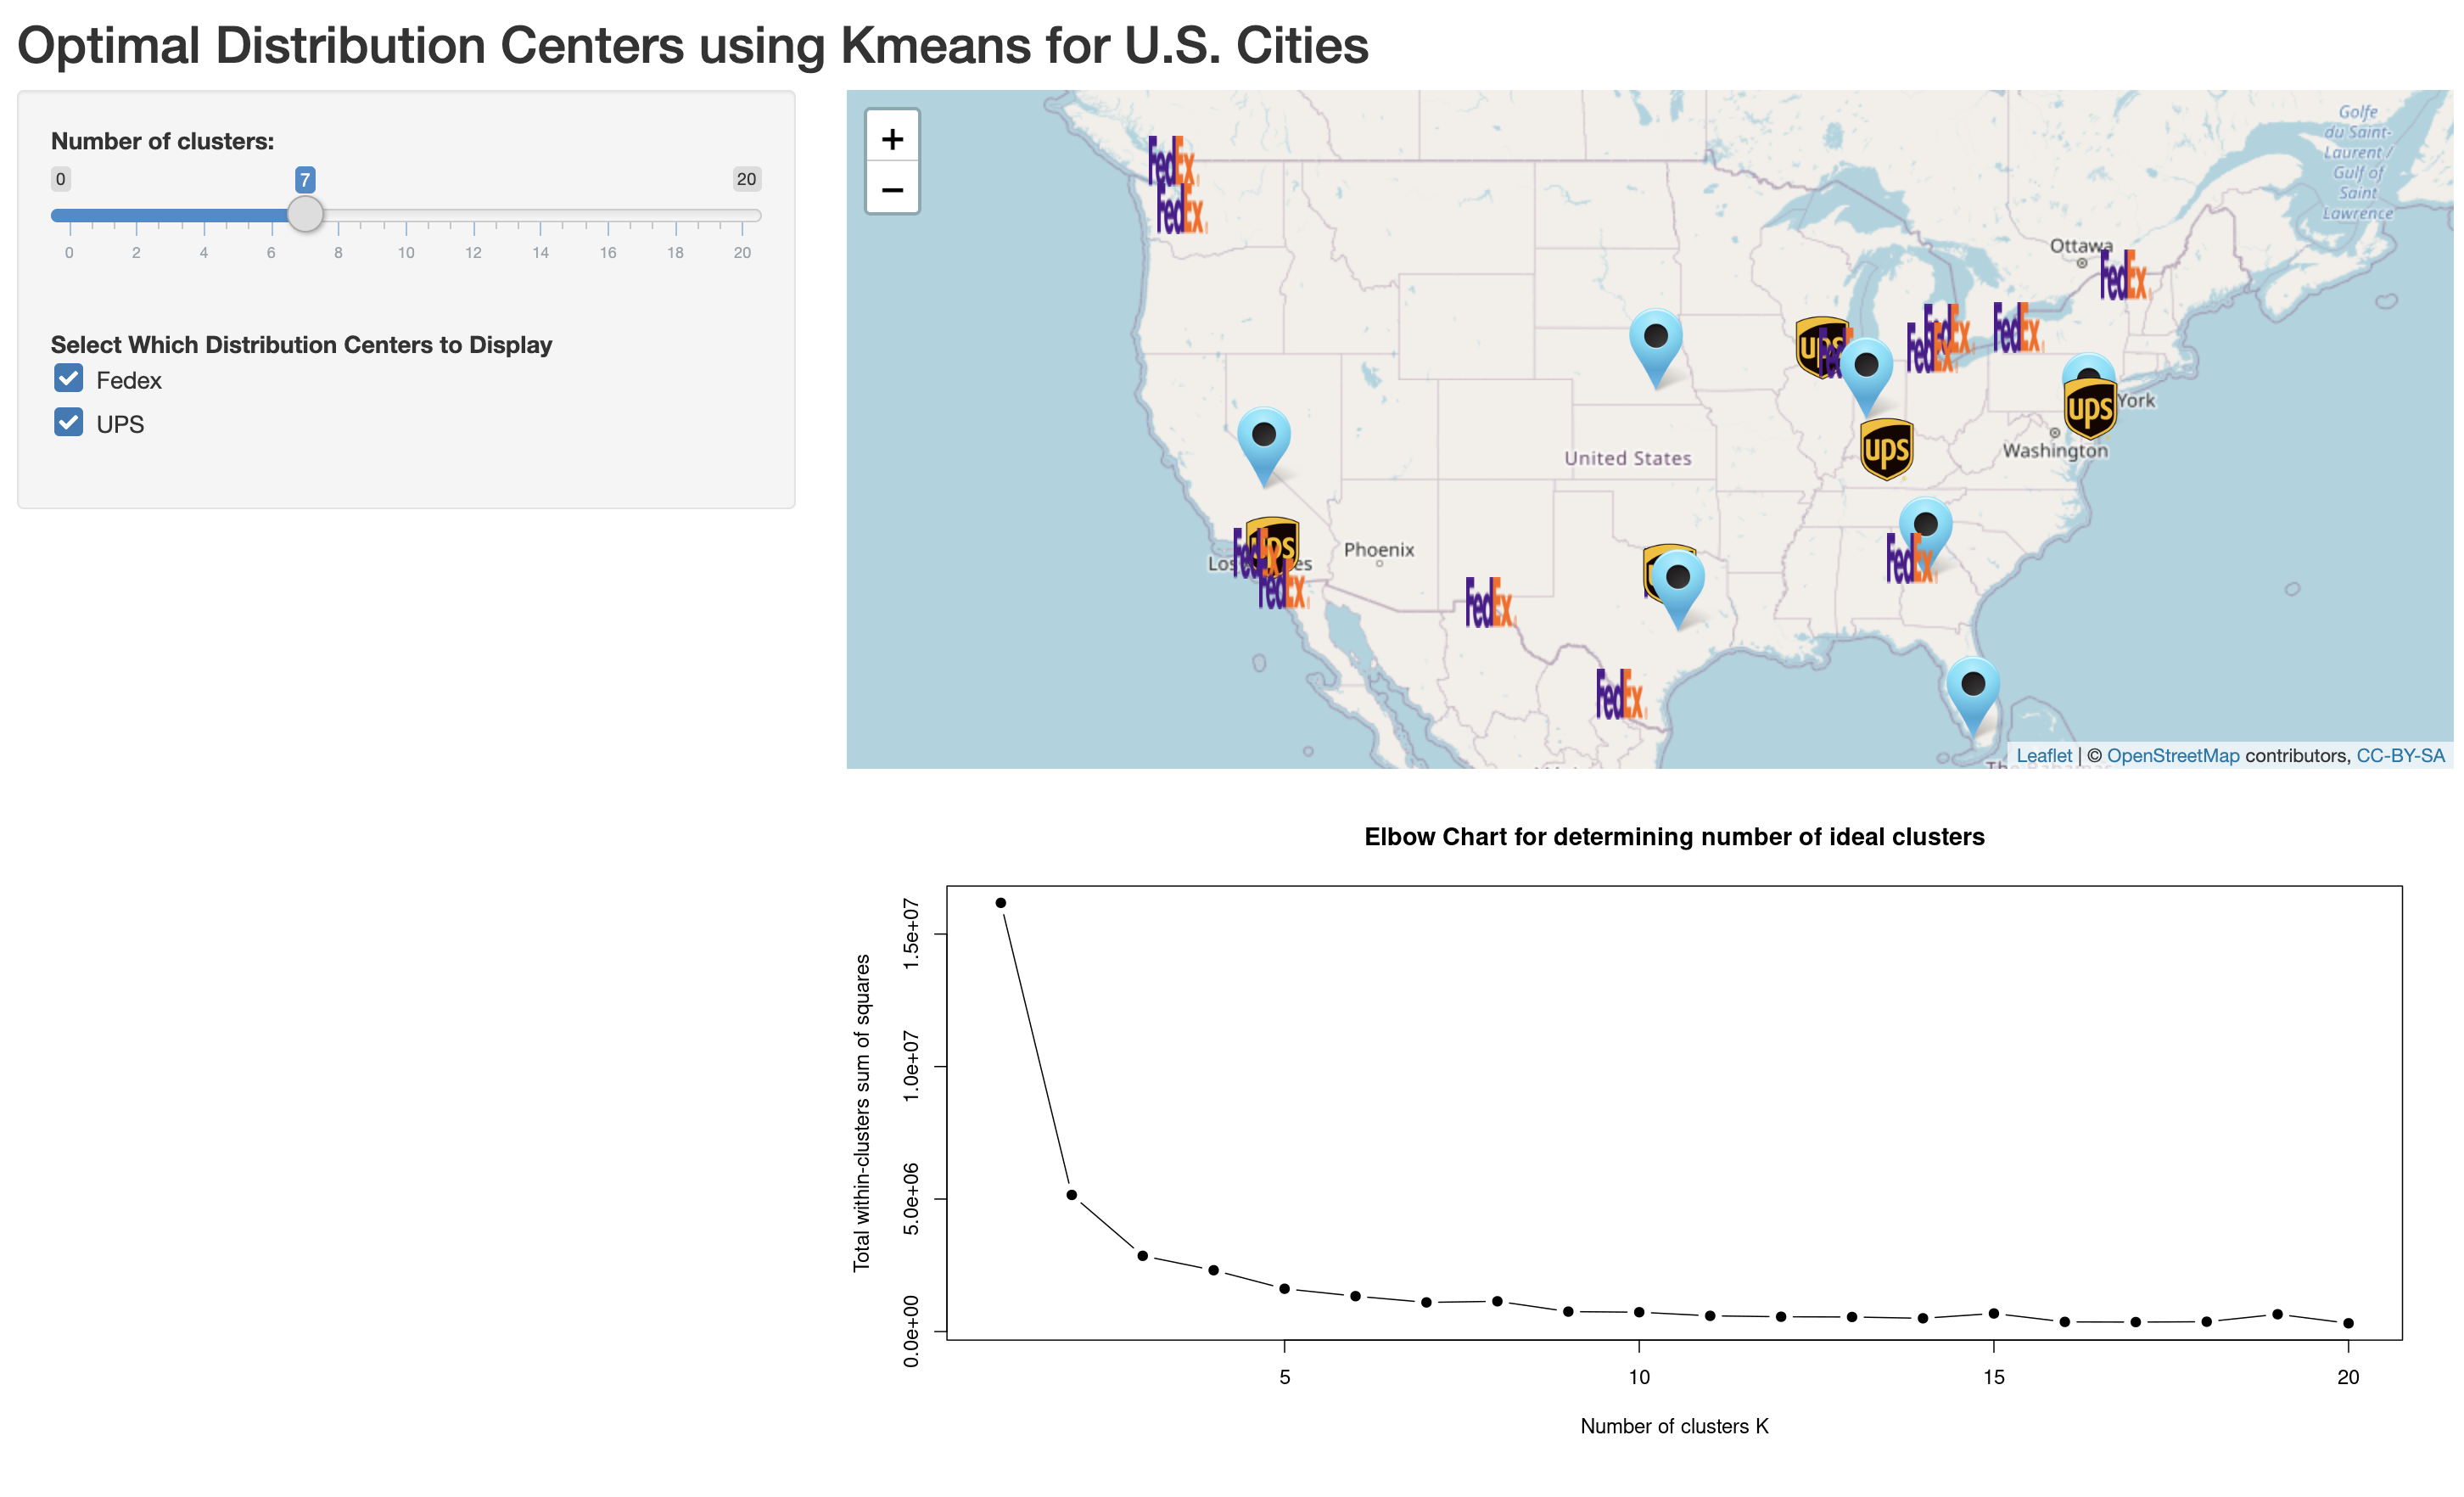 Optimal Distribution Centers using Kmeans for U.S. Cities
Number of clusters:
0
7
20
0 2 4 6 8 10 12 14 16 18 20
Select Which Distribution Centers to Display
Fedex
UPS
+
−
Golfe
du Saint-
Laurent /
Gulf of
Saint
Lawrence
FedEx
FedEx
Ottawa
FedEx
FedEx
FedEx
FedEx
ups
ups
York
Washington
ups
United States
ups
Phoenix
FedEx
FedEx
FedEx
FedEx
FedEx
Leaflet | © OpenStreetMap contributors, CC-BY-SA
Elbow Chart for determining number of ideal clusters
Total within-clusters sum of squares
1.5e+07
1.0e+07
5.0e+06
0.0e+00
5 10 15 20
Number of clusters K